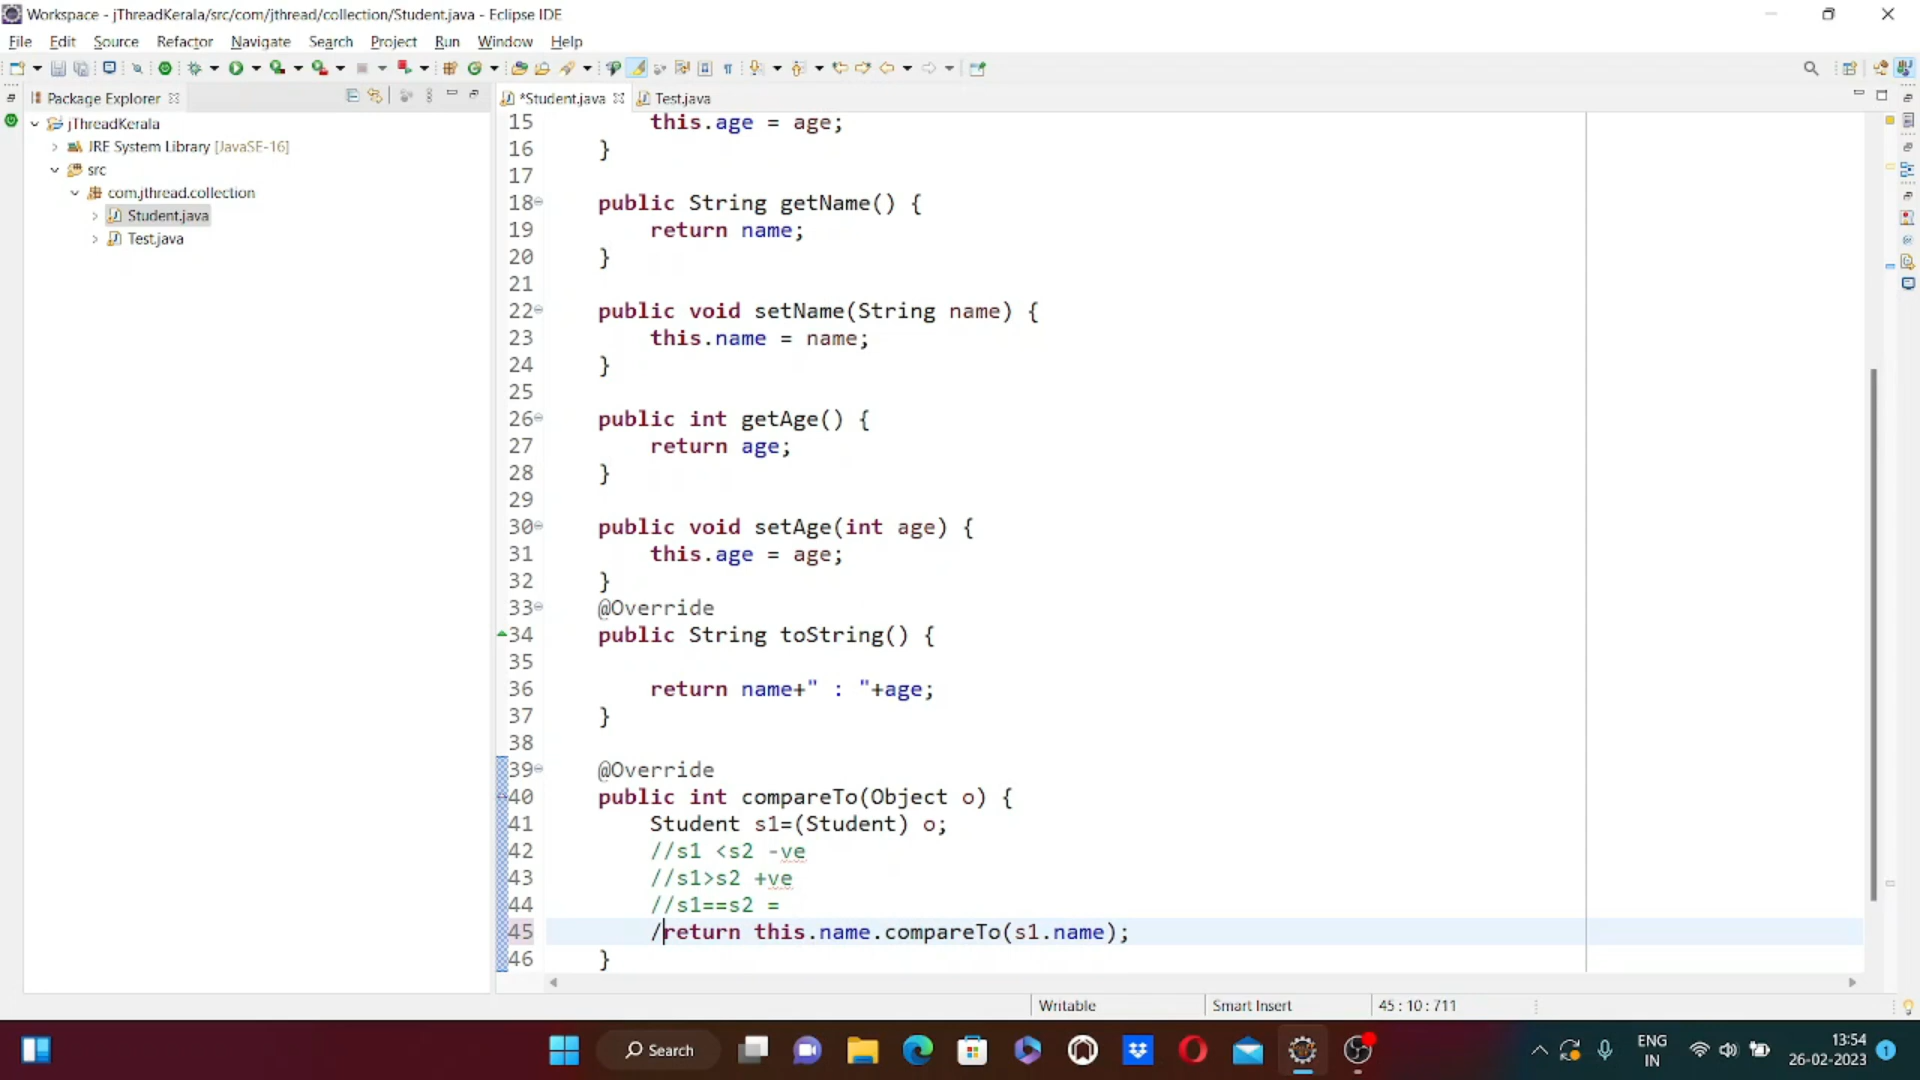 Workspace - jThreadKerala/src/com/jthread/collection/Student.java - Eclipse IDE
File Edit Source Refactor Navigate Search Project Run Window Help
Package Explorer
*Student.java
Test.java
jThreadKerala
JRE System Library [JavaSE-16]
src
com.jthread.collection
Student.java
Test.java
15 this.age = age;
16 }
17
18 public String getName() {
19 return name;
20 }
21
22 public void setName(String name) {
23 this.name = name;
24 }
25
26 public int getAge() {
27 return age;
28 }
29
30 public void setAge(int age) {
31 this.age = age;
32 }
33 @Override
34 public String toString() {
35
36 return name+" : "+age;
37 }
38
39 @Override
40 public int compareTo(Object o) {
41 Student s1=(Student) o;
42 //s1 <s2 -ve
43 //s1>s2 +ve
44 //s1==s2 =
45 /return this.name.compareTo(s1.name);
46 }
Writable Smart Insert 45 : 10 : 711
Search
ENG
IN
13:54
26-02-2023
1